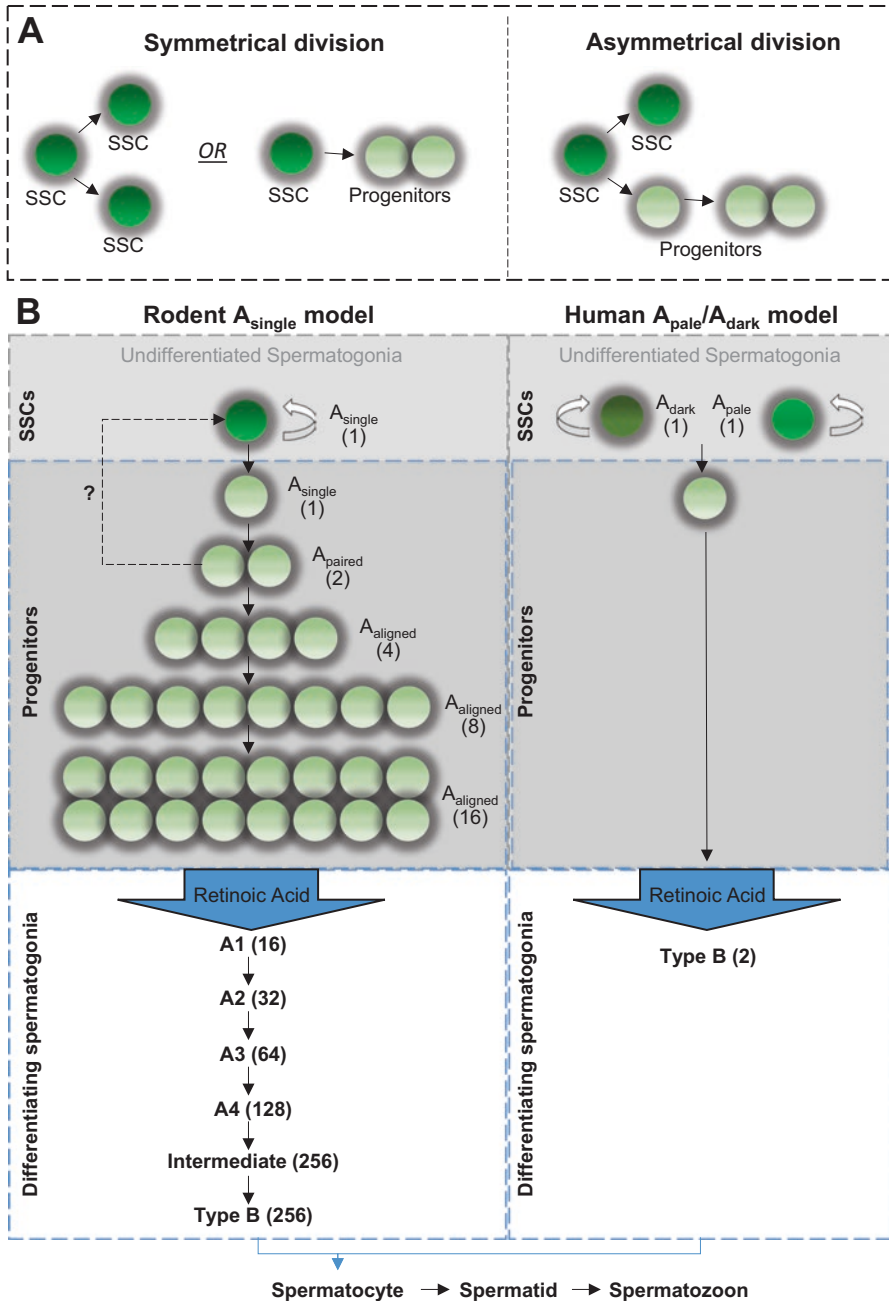 A
Symmetrical division
Asymmetrical division
SSC
SSC
SSC
OR
SSC
Progenitors
SSC
SSC
Progenitors
B
Rodent Asingle model
Human Apale/Adark model
Undifferentiated Spermatogonia
Undifferentiated Spermatogonia
SSCs
Asingle
(1)
SSCs
Adark
(1)
Apale
(1)
Progenitors
?
Asingle
(1)
Apaired
(2)
Aaligned
(4)
Aaligned
(8)
Aaligned
(16)
Progenitors
Retinoic Acid
Retinoic Acid
Differentiating spermatogonia
A1 (16)
A2 (32)
A3 (64)
A4 (128)
Intermediate (256)
Type B (256)
Differentiating spermatogonia
Type B (2)
Spermatocyte → Spermatid → Spermatozoon